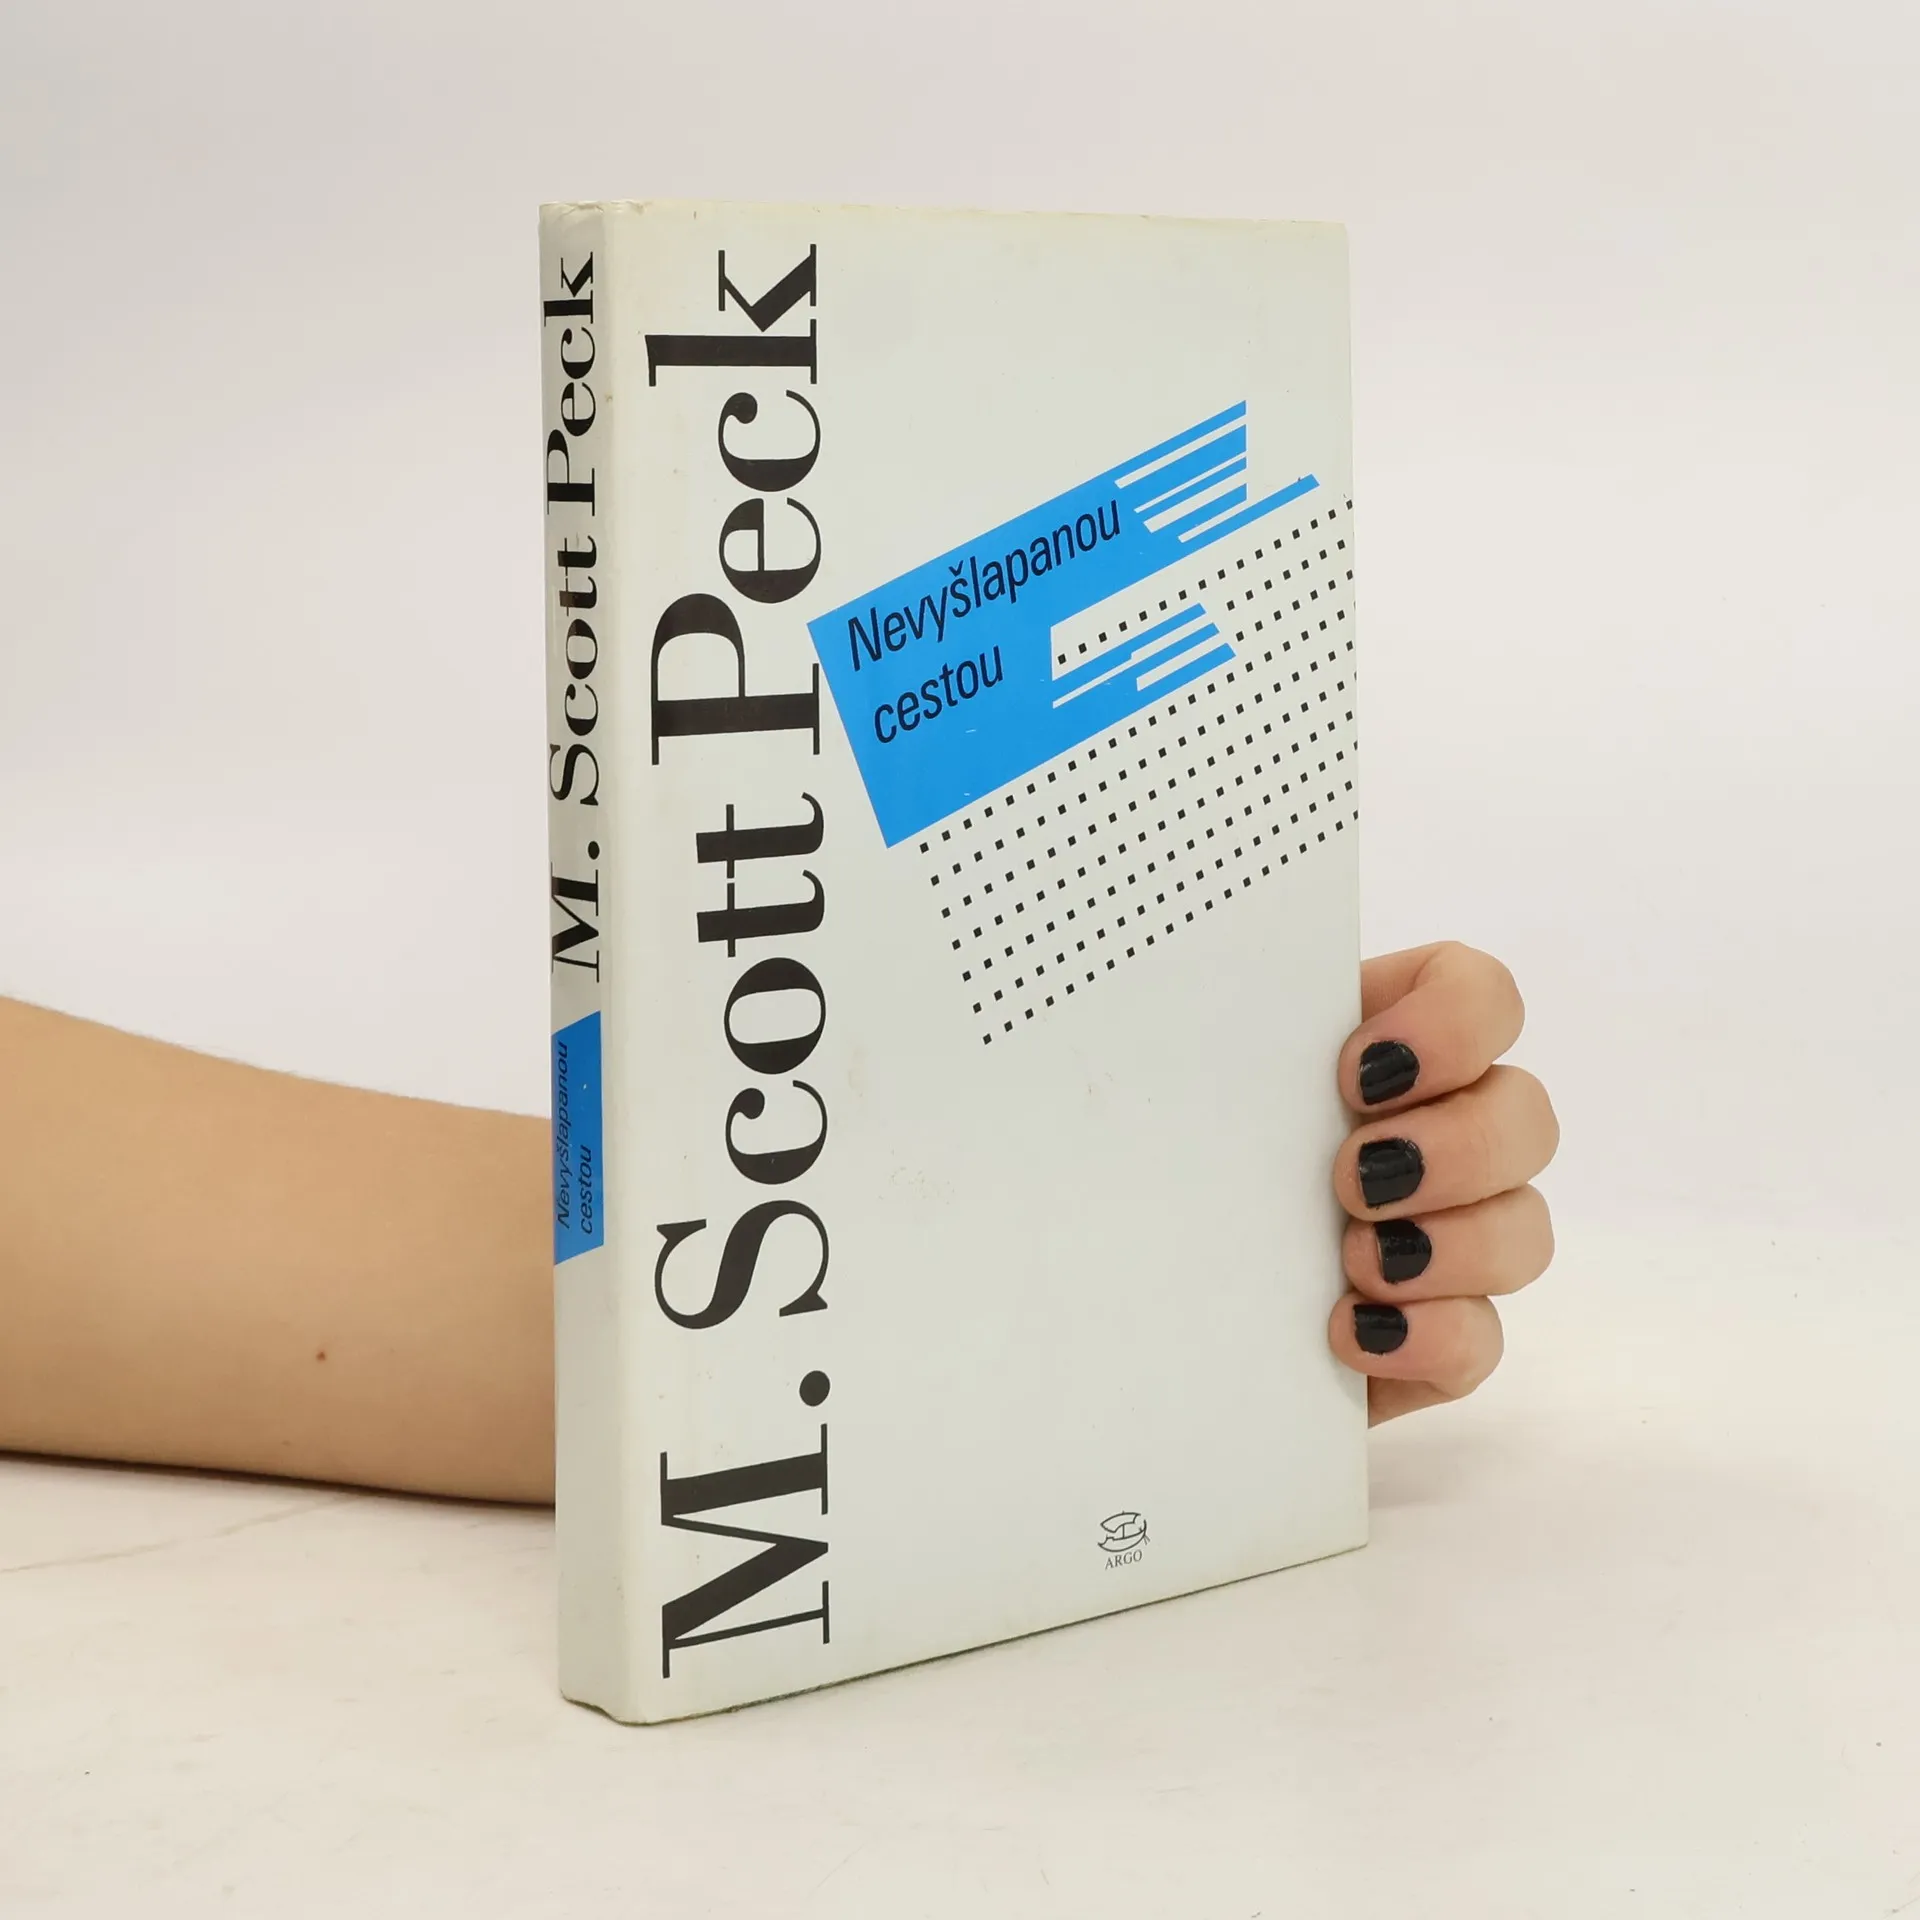 M. Scott Peck
Nevyšlapanou
cestou
M. Scott Peck
Nevyšlapanou
cestou
ARGO